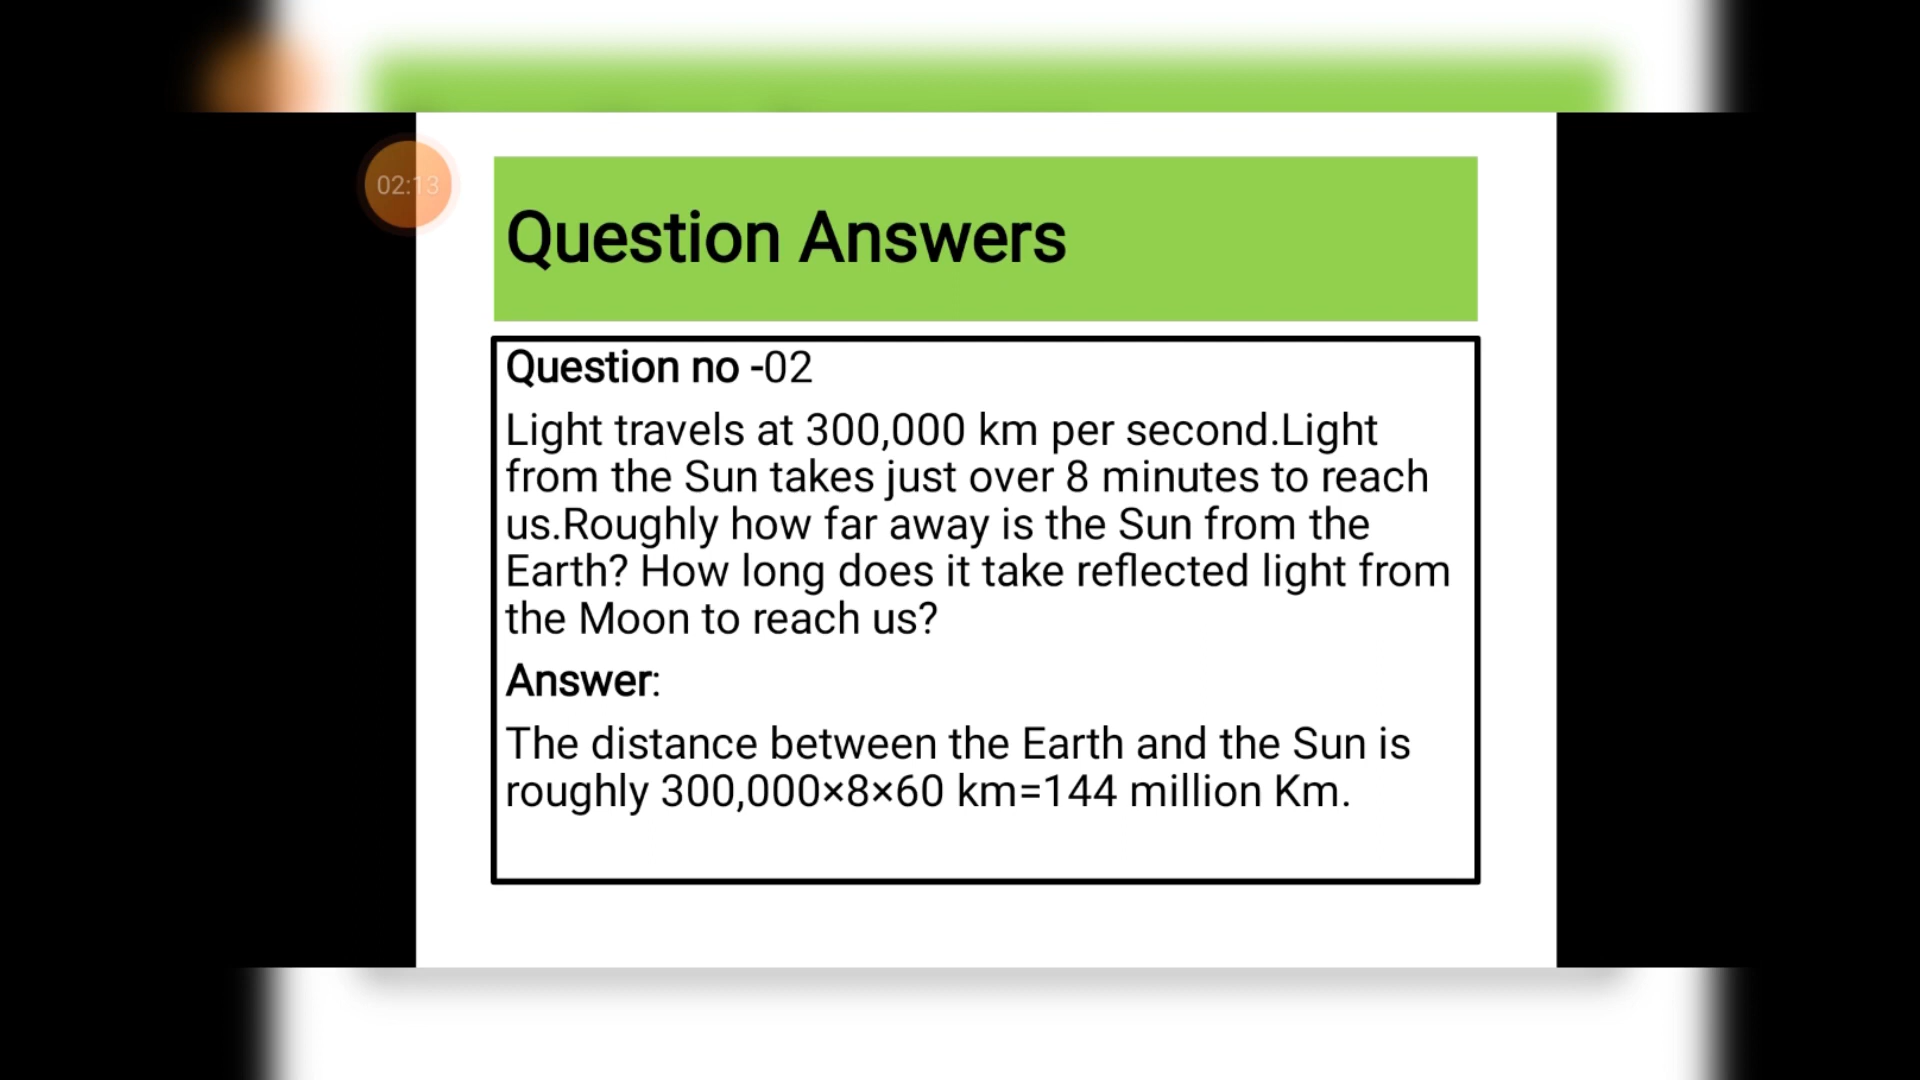 02:13
Question Answers
Question no -02
Light travels at 300,000 km per second.Light
from the Sun takes just over 8 minutes to reach
us.Roughly how far away is the Sun from the
Earth? How long does it take reflected light from
the Moon to reach us?
Answer:
The distance between the Earth and the Sun is
roughly 300,000×8×60 km=144 million Km.